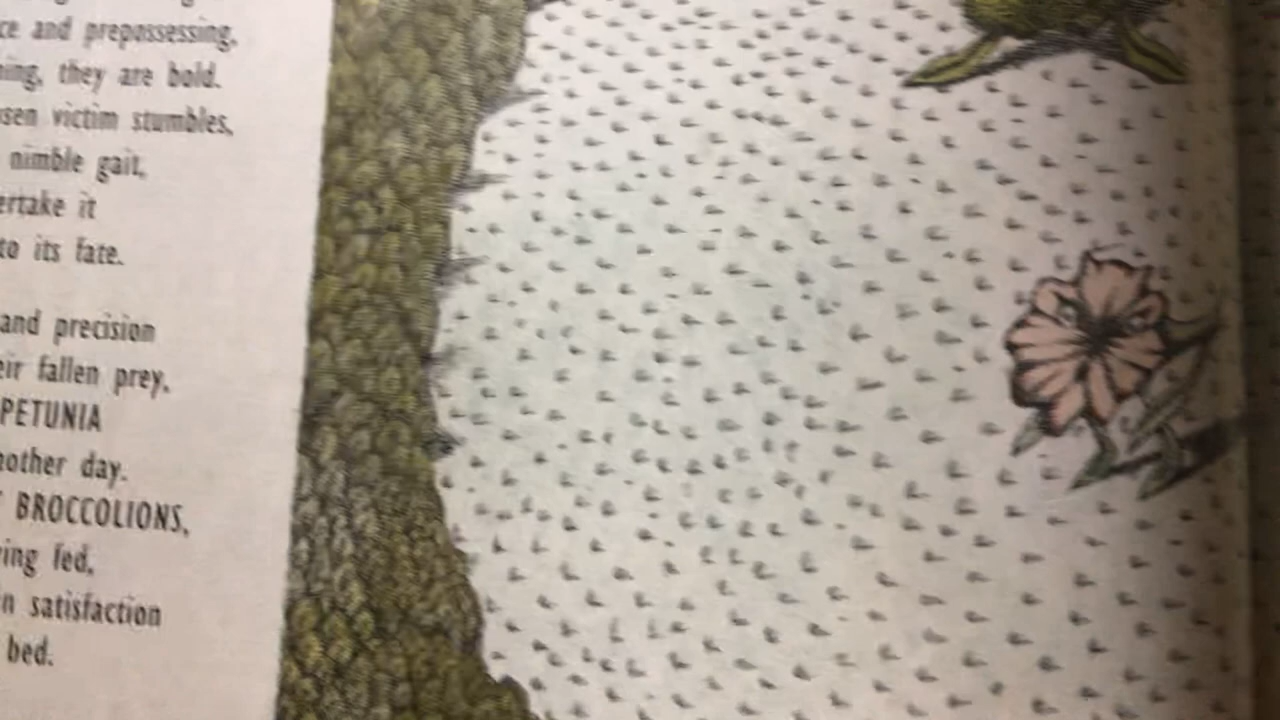 ce and prepossessing,
ning, they are bold.
sen victim stumbles,
nimble gait,
ertake it
to its fate.
and precision
eir fallen prey,
PETUNIA
nother day.
BROCCOLIONS,
ing fed,
n satisfaction
bed.